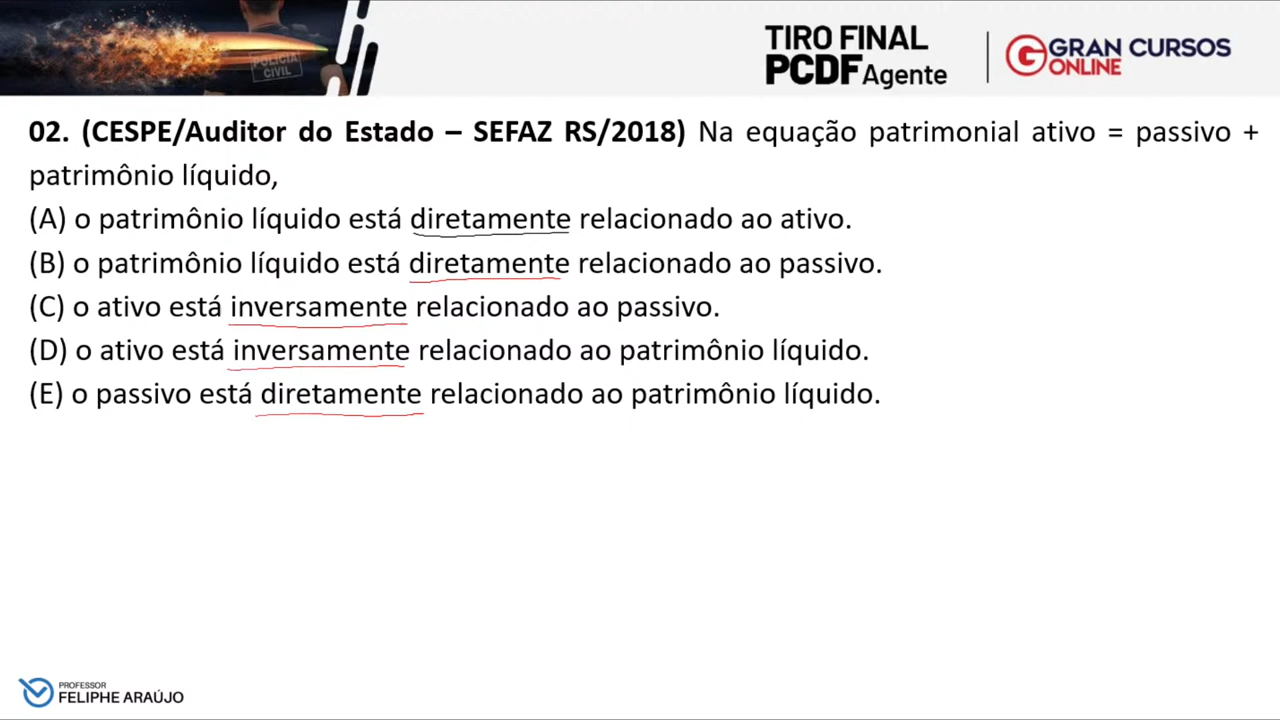 POLÍCIA
CIVIL
TIRO FINAL
PCDF Agente
GRAN CURSOS
ONLINE
02. (CESPE/Auditor do Estado – SEFAZ RS/2018) Na equação patrimonial ativo = passivo +
patrimônio líquido,
(A) o patrimônio líquido está diretamente relacionado ao ativo.
(B) o patrimônio líquido está diretamente relacionado ao passivo.
(C) o ativo está inversamente relacionado ao passivo.
(D) o ativo está inversamente relacionado ao patrimônio líquido.
(E) o passivo está diretamente relacionado ao patrimônio líquido.
PROFESSOR
FELIPHE ARAÚJO